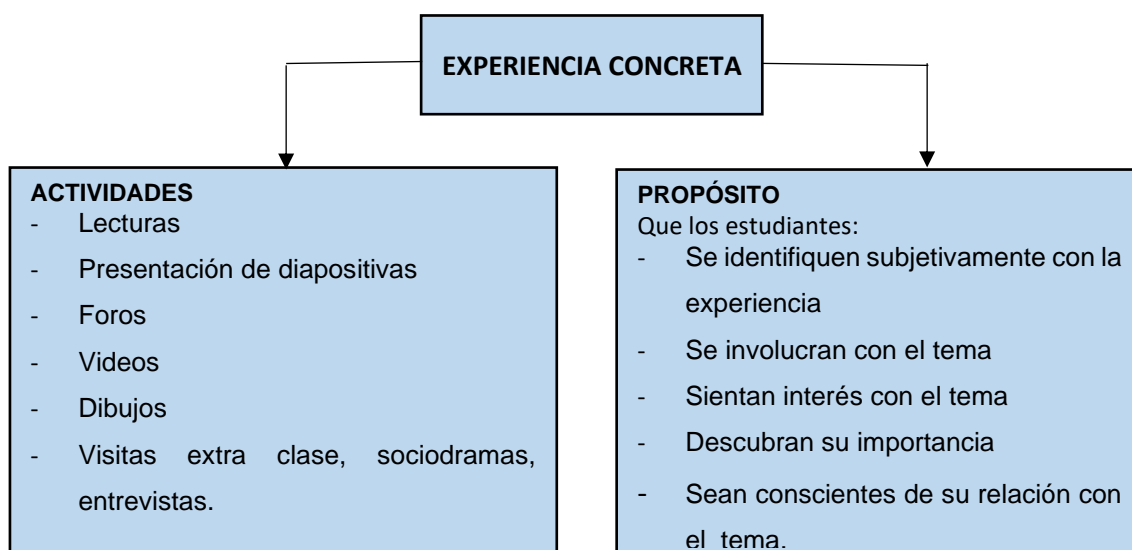 EXPERIENCIA CONCRETA
ACTIVIDADES
- Lecturas
- Presentación de diapositivas
- Foros
- Videos
- Dibujos
- Visitas extra clase, sociodramas,
entrevistas.
PROPÓSITO
Que los estudiantes:
- Se identifiquen subjetivamente con la
experiencia
- Se involucran con el tema
- Sientan interés con el tema
- Descubran su importancia
- Sean conscientes de su relación con
el tema.